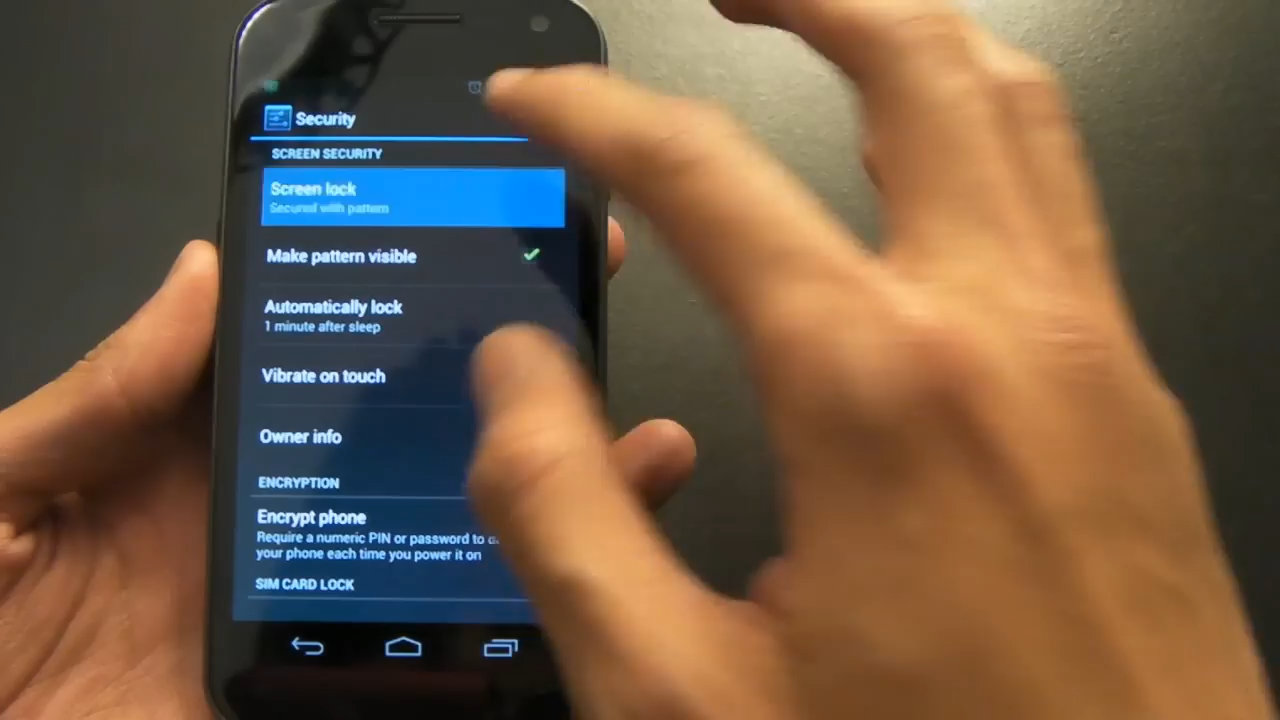 Security
SCREEN SECURITY
Screen lock
Secured with pattern
Make pattern visible
Automatically lock
1 minute after sleep
Vibrate on touch
Owner info
ENCRYPTION
Encrypt phone
Require a numeric PIN or password to
your phone each time you power it on
SIM CARD LOCK